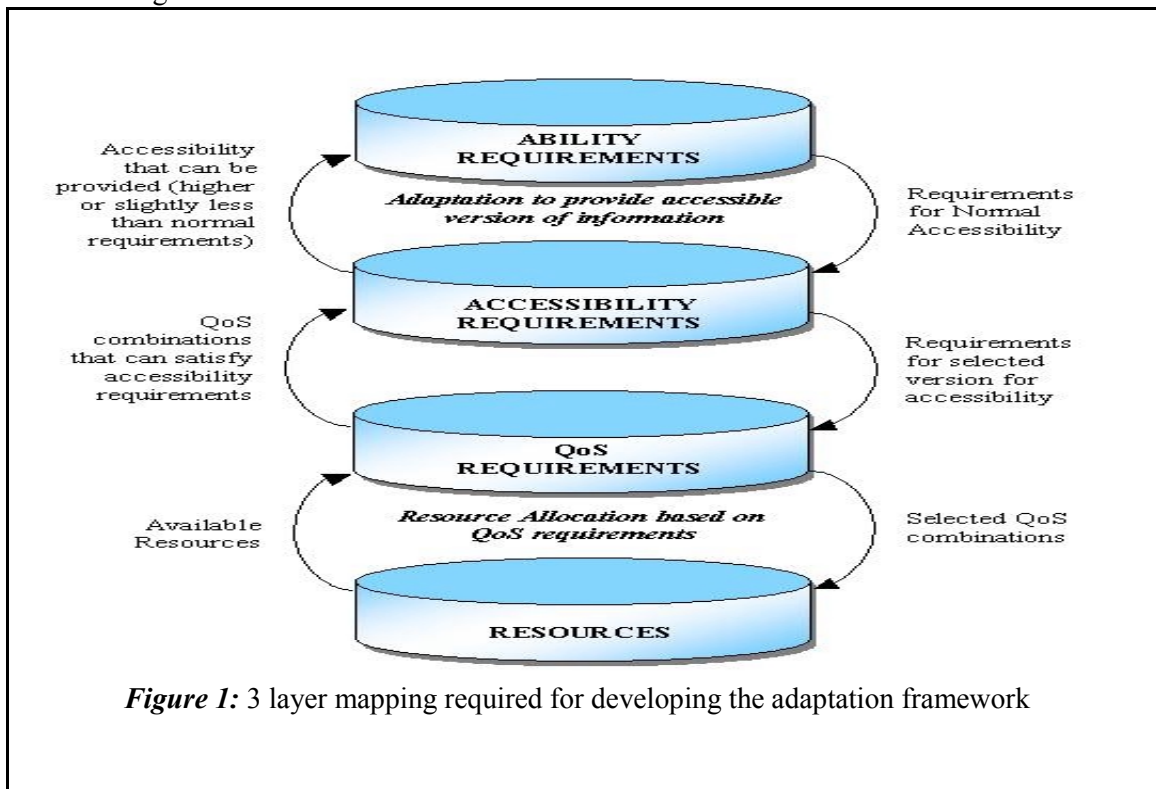 ABILITY
REQUIREMENTS
Accessibility
that can be
provided (higher
or slightly less
than normal
requirements)
Adaptation to provide accessible
version of information
Requirements
for Normal
Accessibility
ACCESSIBILITY
REQUIREMENTS
QoS
combinations
that can satisfy
accessibility
requirements
Requirements
for selected
version for
accessibility
QoS
REQUIREMENTS
Available
Resources
Resource Allocation based on
QoS requirements
Selected QoS
combinations
RESOURCES
Figure 1: 3 layer mapping required for developing the adaptation framework